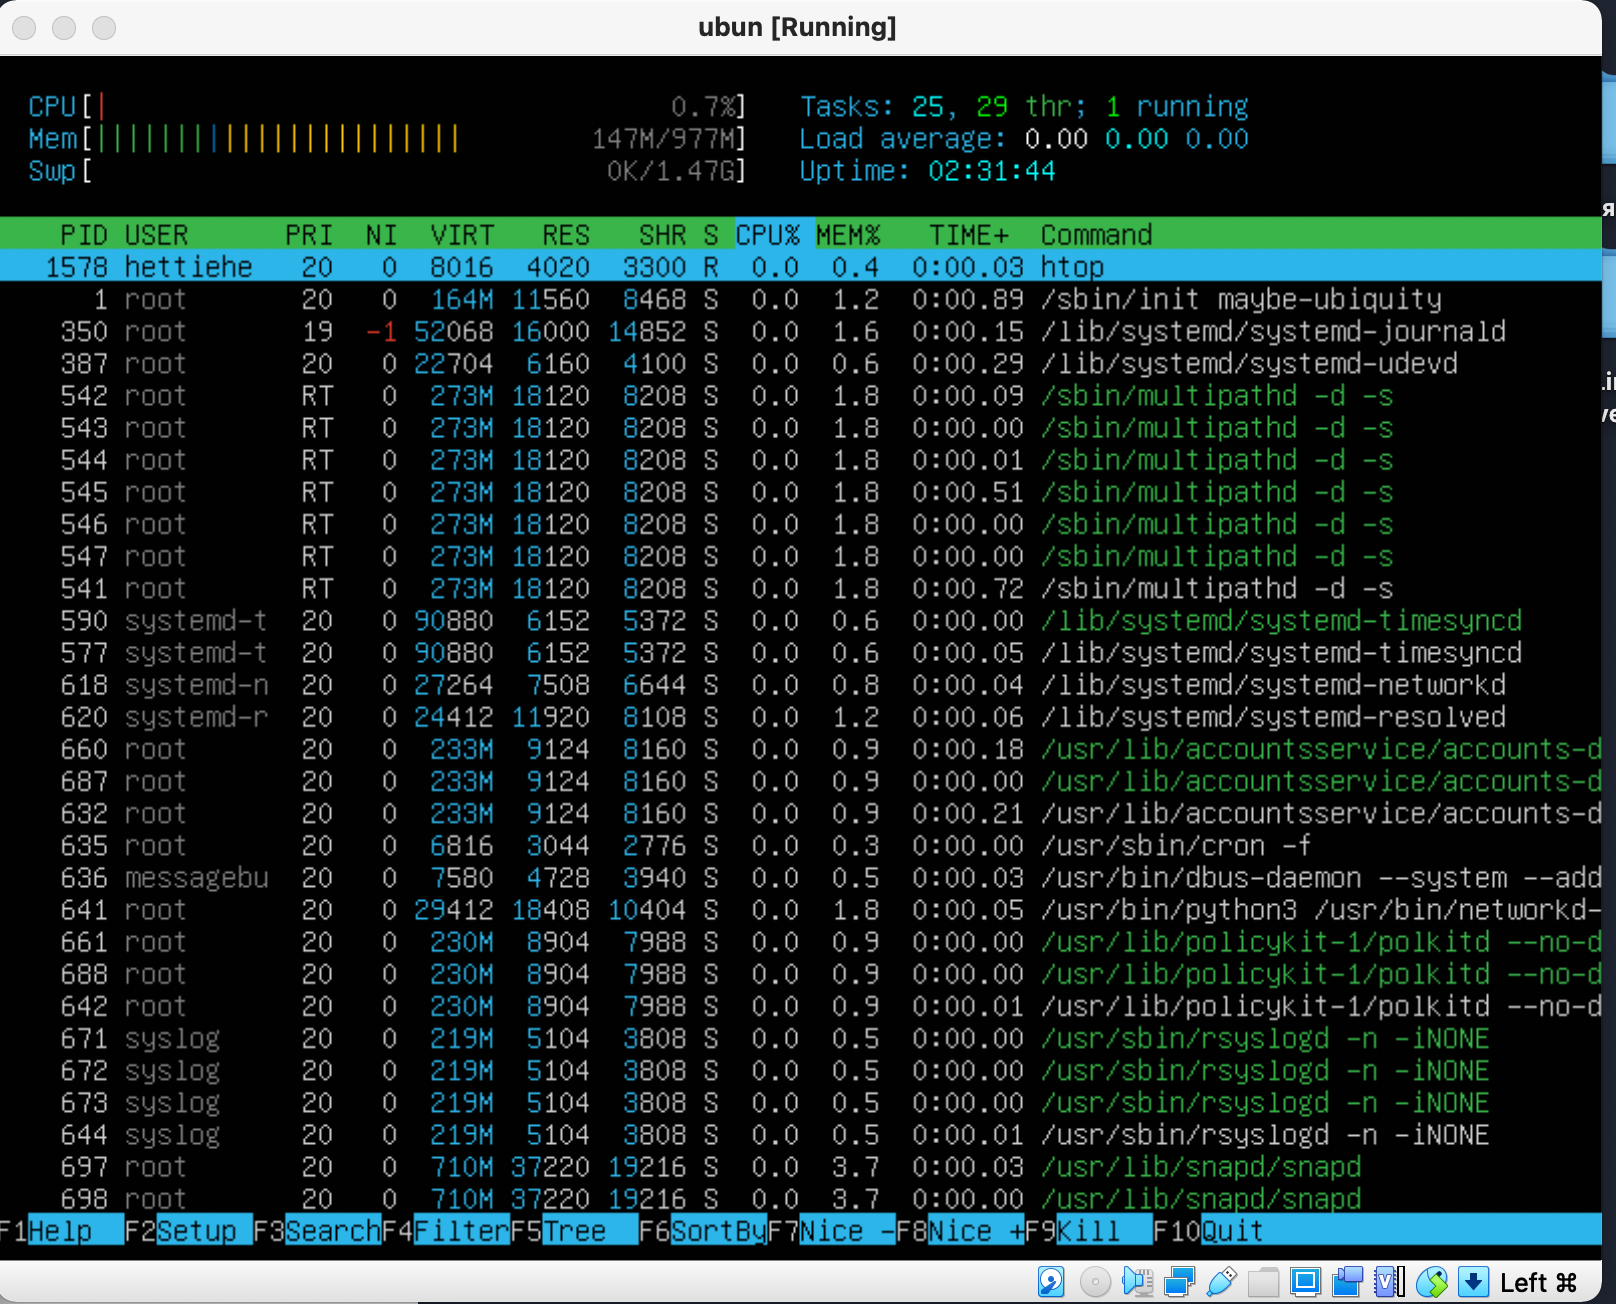 ubun [Running]
CPU[| 0.7%] Tasks: 25, 29 thr; 1 running
Mem[||||||||||||||||||||||| 147M/977M] Load average: 0.00 0.00 0.00
Swp[ 0K/1.47G] Uptime: 02:31:44
PID USER PRI NI VIRT RES SHR S CPU% MEM% TIME+ Command
1578 hettiehe 20 0 8016 4020 3300 R 0.0 0.4 0:00.03 htop
1 root 20 0 164M 11560 8468 S 0.0 1.2 0:00.89 /sbin/init maybe-ubiquity
350 root 19 -1 52068 16000 14852 S 0.0 1.6 0:00.15 /lib/systemd/systemd-journald
387 root 20 0 22704 6160 4100 S 0.0 0.6 0:00.29 /lib/systemd/systemd-udevd
542 root RT 0 273M 18120 8208 S 0.0 1.8 0:00.09 /sbin/multipathd -d -s
543 root RT 0 273M 18120 8208 S 0.0 1.8 0:00.00 /sbin/multipathd -d -s
544 root RT 0 273M 18120 8208 S 0.0 1.8 0:00.01 /sbin/multipathd -d -s
545 root RT 0 273M 18120 8208 S 0.0 1.8 0:00.51 /sbin/multipathd -d -s
546 root RT 0 273M 18120 8208 S 0.0 1.8 0:00.00 /sbin/multipathd -d -s
547 root RT 0 273M 18120 8208 S 0.0 1.8 0:00.00 /sbin/multipathd -d -s
541 root RT 0 273M 18120 8208 S 0.0 1.8 0:00.72 /sbin/multipathd -d -s
590 systemd-t 20 0 90880 6152 5372 S 0.0 0.6 0:00.00 /lib/systemd/systemd-timesyncd
577 systemd-t 20 0 90880 6152 5372 S 0.0 0.6 0:00.05 /lib/systemd/systemd-timesyncd
618 systemd-n 20 0 27264 7508 6644 S 0.0 0.8 0:00.04 /lib/systemd/systemd-networkd
620 systemd-r 20 0 24412 11920 8108 S 0.0 1.2 0:00.06 /lib/systemd/systemd-resolved
660 root 20 0 233M 9124 8160 S 0.0 0.9 0:00.18 /usr/lib/accountsservice/accounts-d
687 root 20 0 233M 9124 8160 S 0.0 0.9 0:00.00 /usr/lib/accountsservice/accounts-d
632 root 20 0 233M 9124 8160 S 0.0 0.9 0:00.21 /usr/lib/accountsservice/accounts-d
635 root 20 0 6816 3044 2776 S 0.0 0.3 0:00.00 /usr/sbin/cron -f
636 messagebu 20 0 7580 4728 3940 S 0.0 0.5 0:00.03 /usr/bin/dbus-daemon --system --add
641 root 20 0 29412 18408 10404 S 0.0 1.8 0:00.05 /usr/bin/python3 /usr/bin/networkd-
661 root 20 0 230M 8904 7988 S 0.0 0.9 0:00.00 /usr/lib/policykit-1/polkitd --no-d
688 root 20 0 230M 8904 7988 S 0.0 0.9 0:00.00 /usr/lib/policykit-1/polkitd --no-d
642 root 20 0 230M 8904 7988 S 0.0 0.9 0:00.01 /usr/lib/policykit-1/polkitd --no-d
671 syslog 20 0 219M 5104 3808 S 0.0 0.5 0:00.00 /usr/sbin/rsyslogd -n -iNONE
672 syslog 20 0 219M 5104 3808 S 0.0 0.5 0:00.00 /usr/sbin/rsyslogd -n -iNONE
673 syslog 20 0 219M 5104 3808 S 0.0 0.5 0:00.00 /usr/sbin/rsyslogd -n -iNONE
644 syslog 20 0 219M 5104 3808 S 0.0 0.5 0:00.01 /usr/sbin/rsyslogd -n -iNONE
697 root 20 0 710M 37220 19216 S 0.0 3.7 0:00.03 /usr/lib/snapd/snapd
698 root 20 0 710M 37220 19216 S 0.0 3.7 0:00.00 /usr/lib/snapd/snapd
F1Help F2Setup F3SearchF4FilterF5Tree F6SortByF7Nice -F8Nice +F9Kill F10Quit
Left ⌘